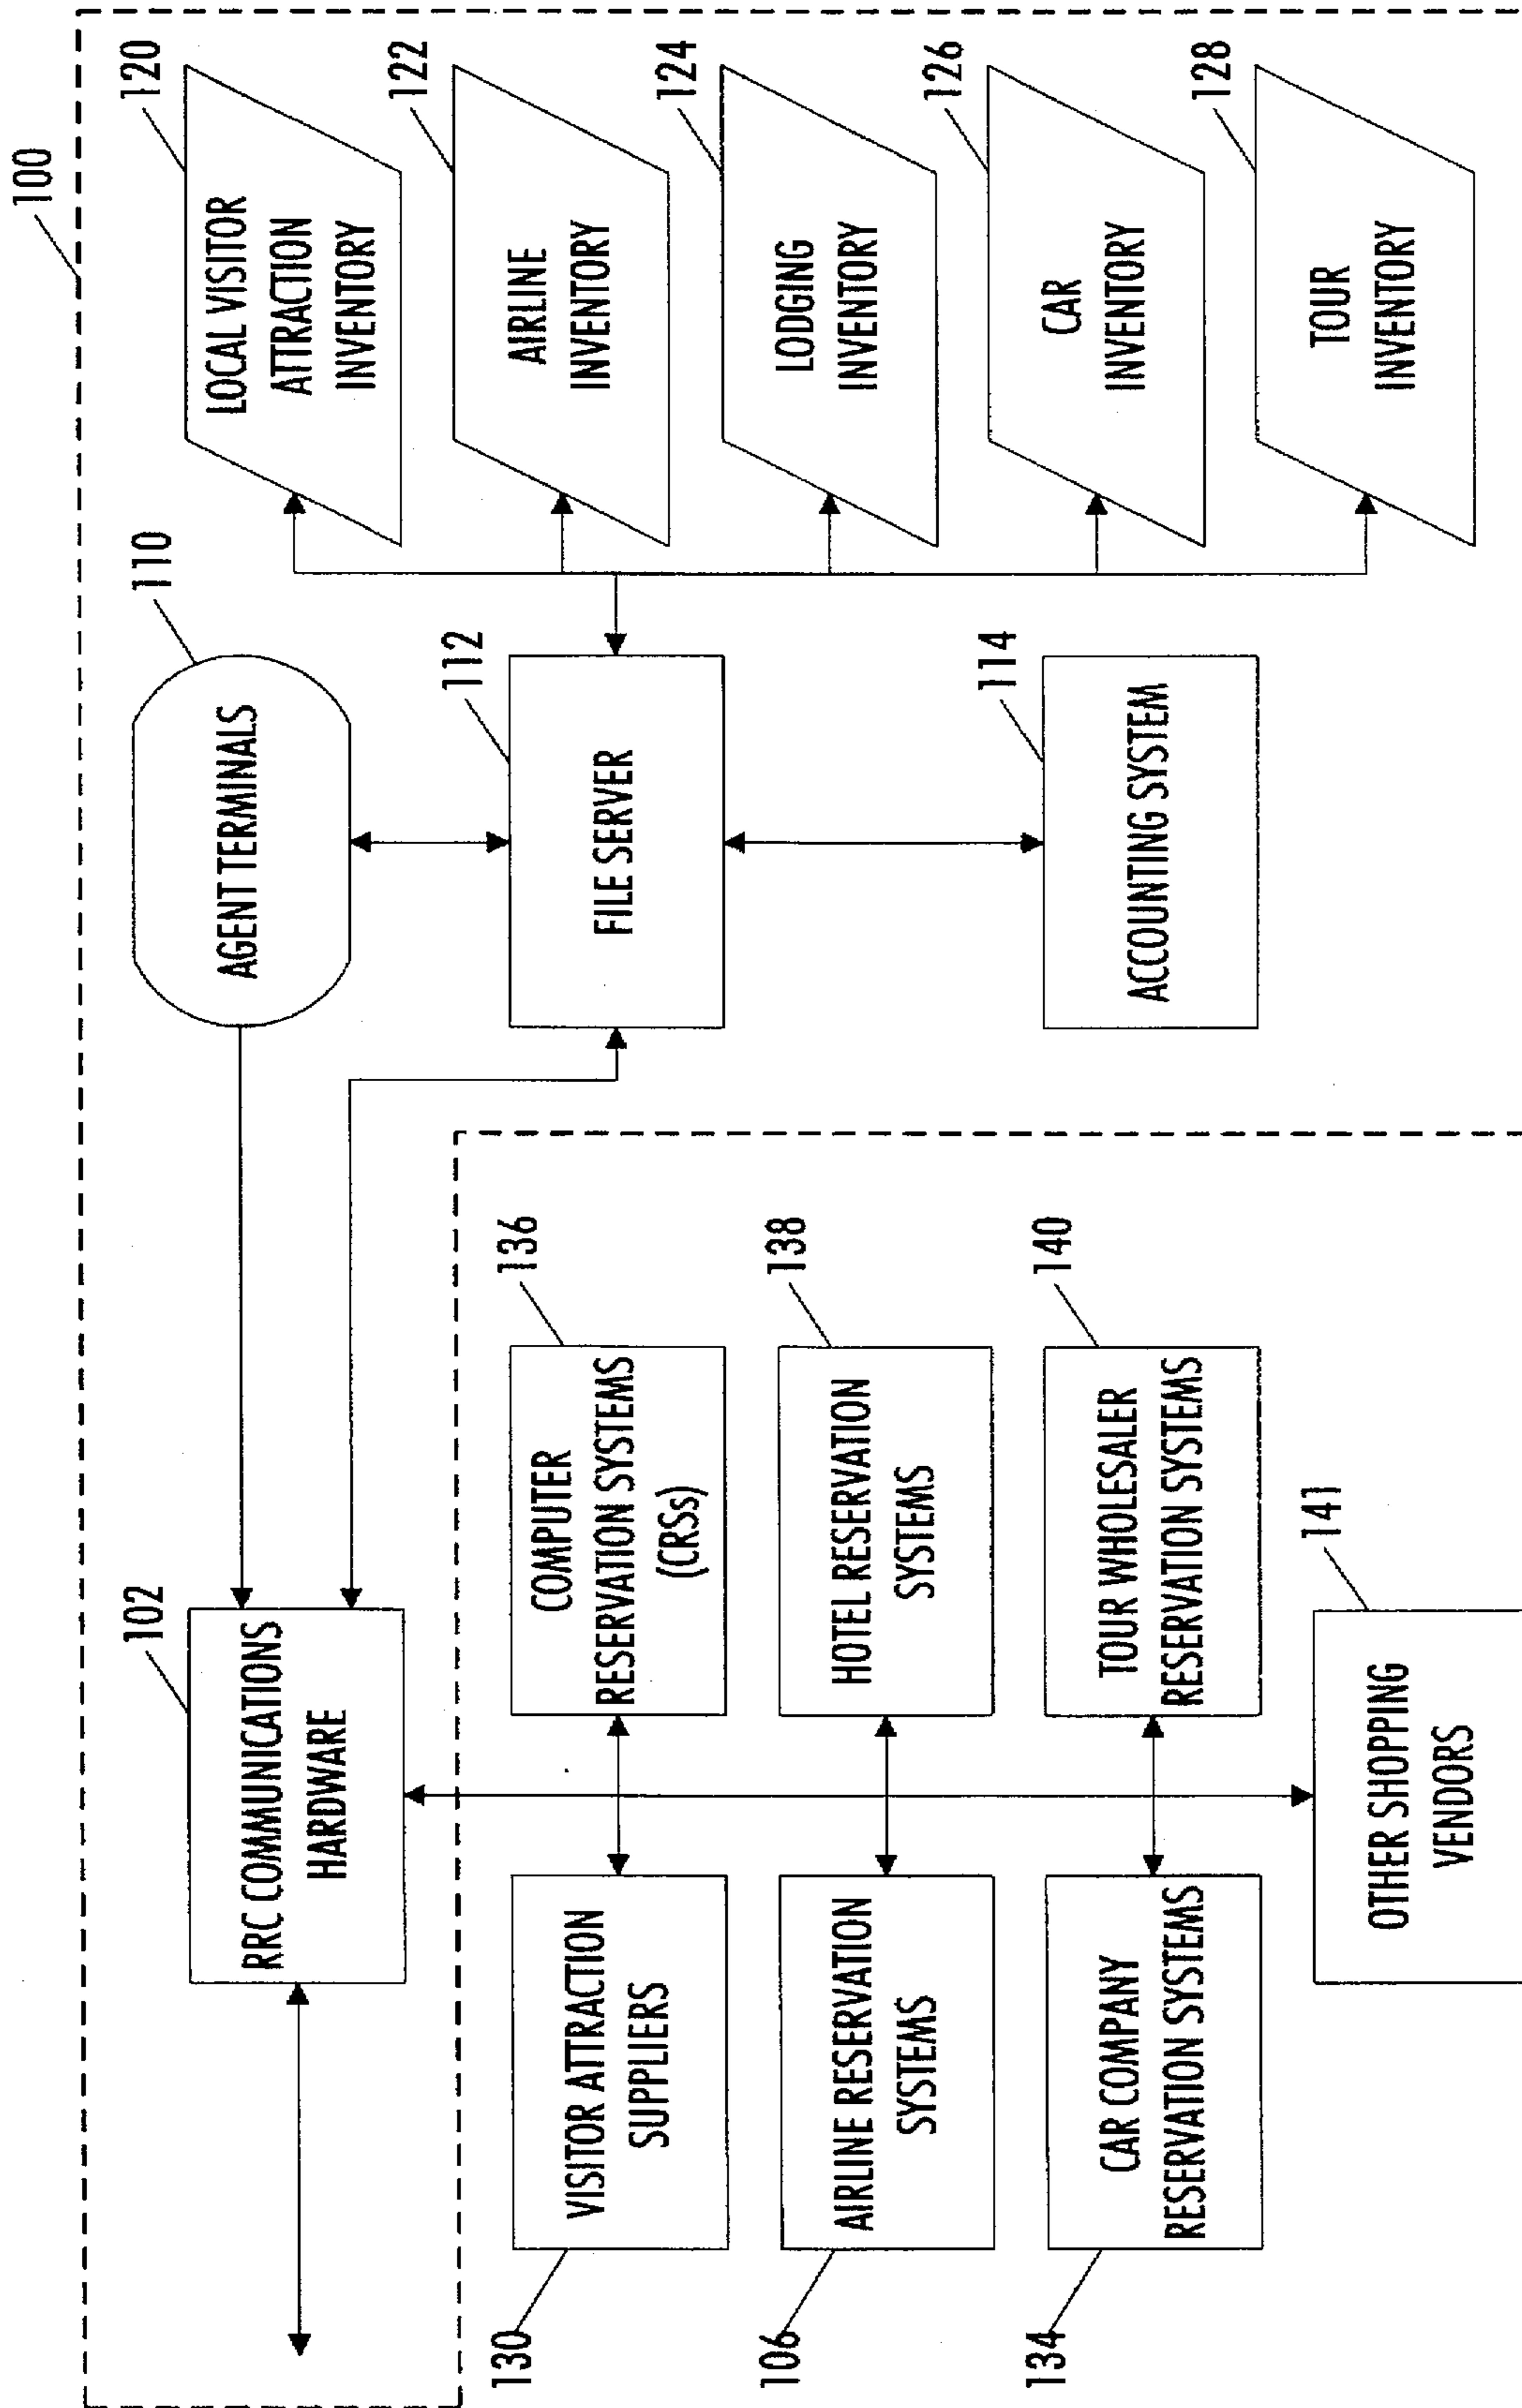 100
102
RRC COMMUNICATIONS
HARDWARE
110
AGENT TERMINALS
120
LOCAL VISITOR
ATTRACTION
INVENTORY
112
FILE SERVER
122
AIRLINE
INVENTORY
124
LODGING
INVENTORY
114
ACCOUNTING SYSTEM
126
CAR
INVENTORY
128
TOUR
INVENTORY
130
VISITOR ATTRACTION
SUPPLIERS
136
COMPUTER
RESERVATION SYSTEMS
(CRSs)
106
AIRLINE RESERVATION
SYSTEMS
138
HOTEL RESERVATION
SYSTEMS
134
CAR COMPANY
RESERVATION SYSTEMS
140
TOUR WHOLESALER
RESERVATION SYSTEMS
141
OTHER SHOPPING
VENDORS